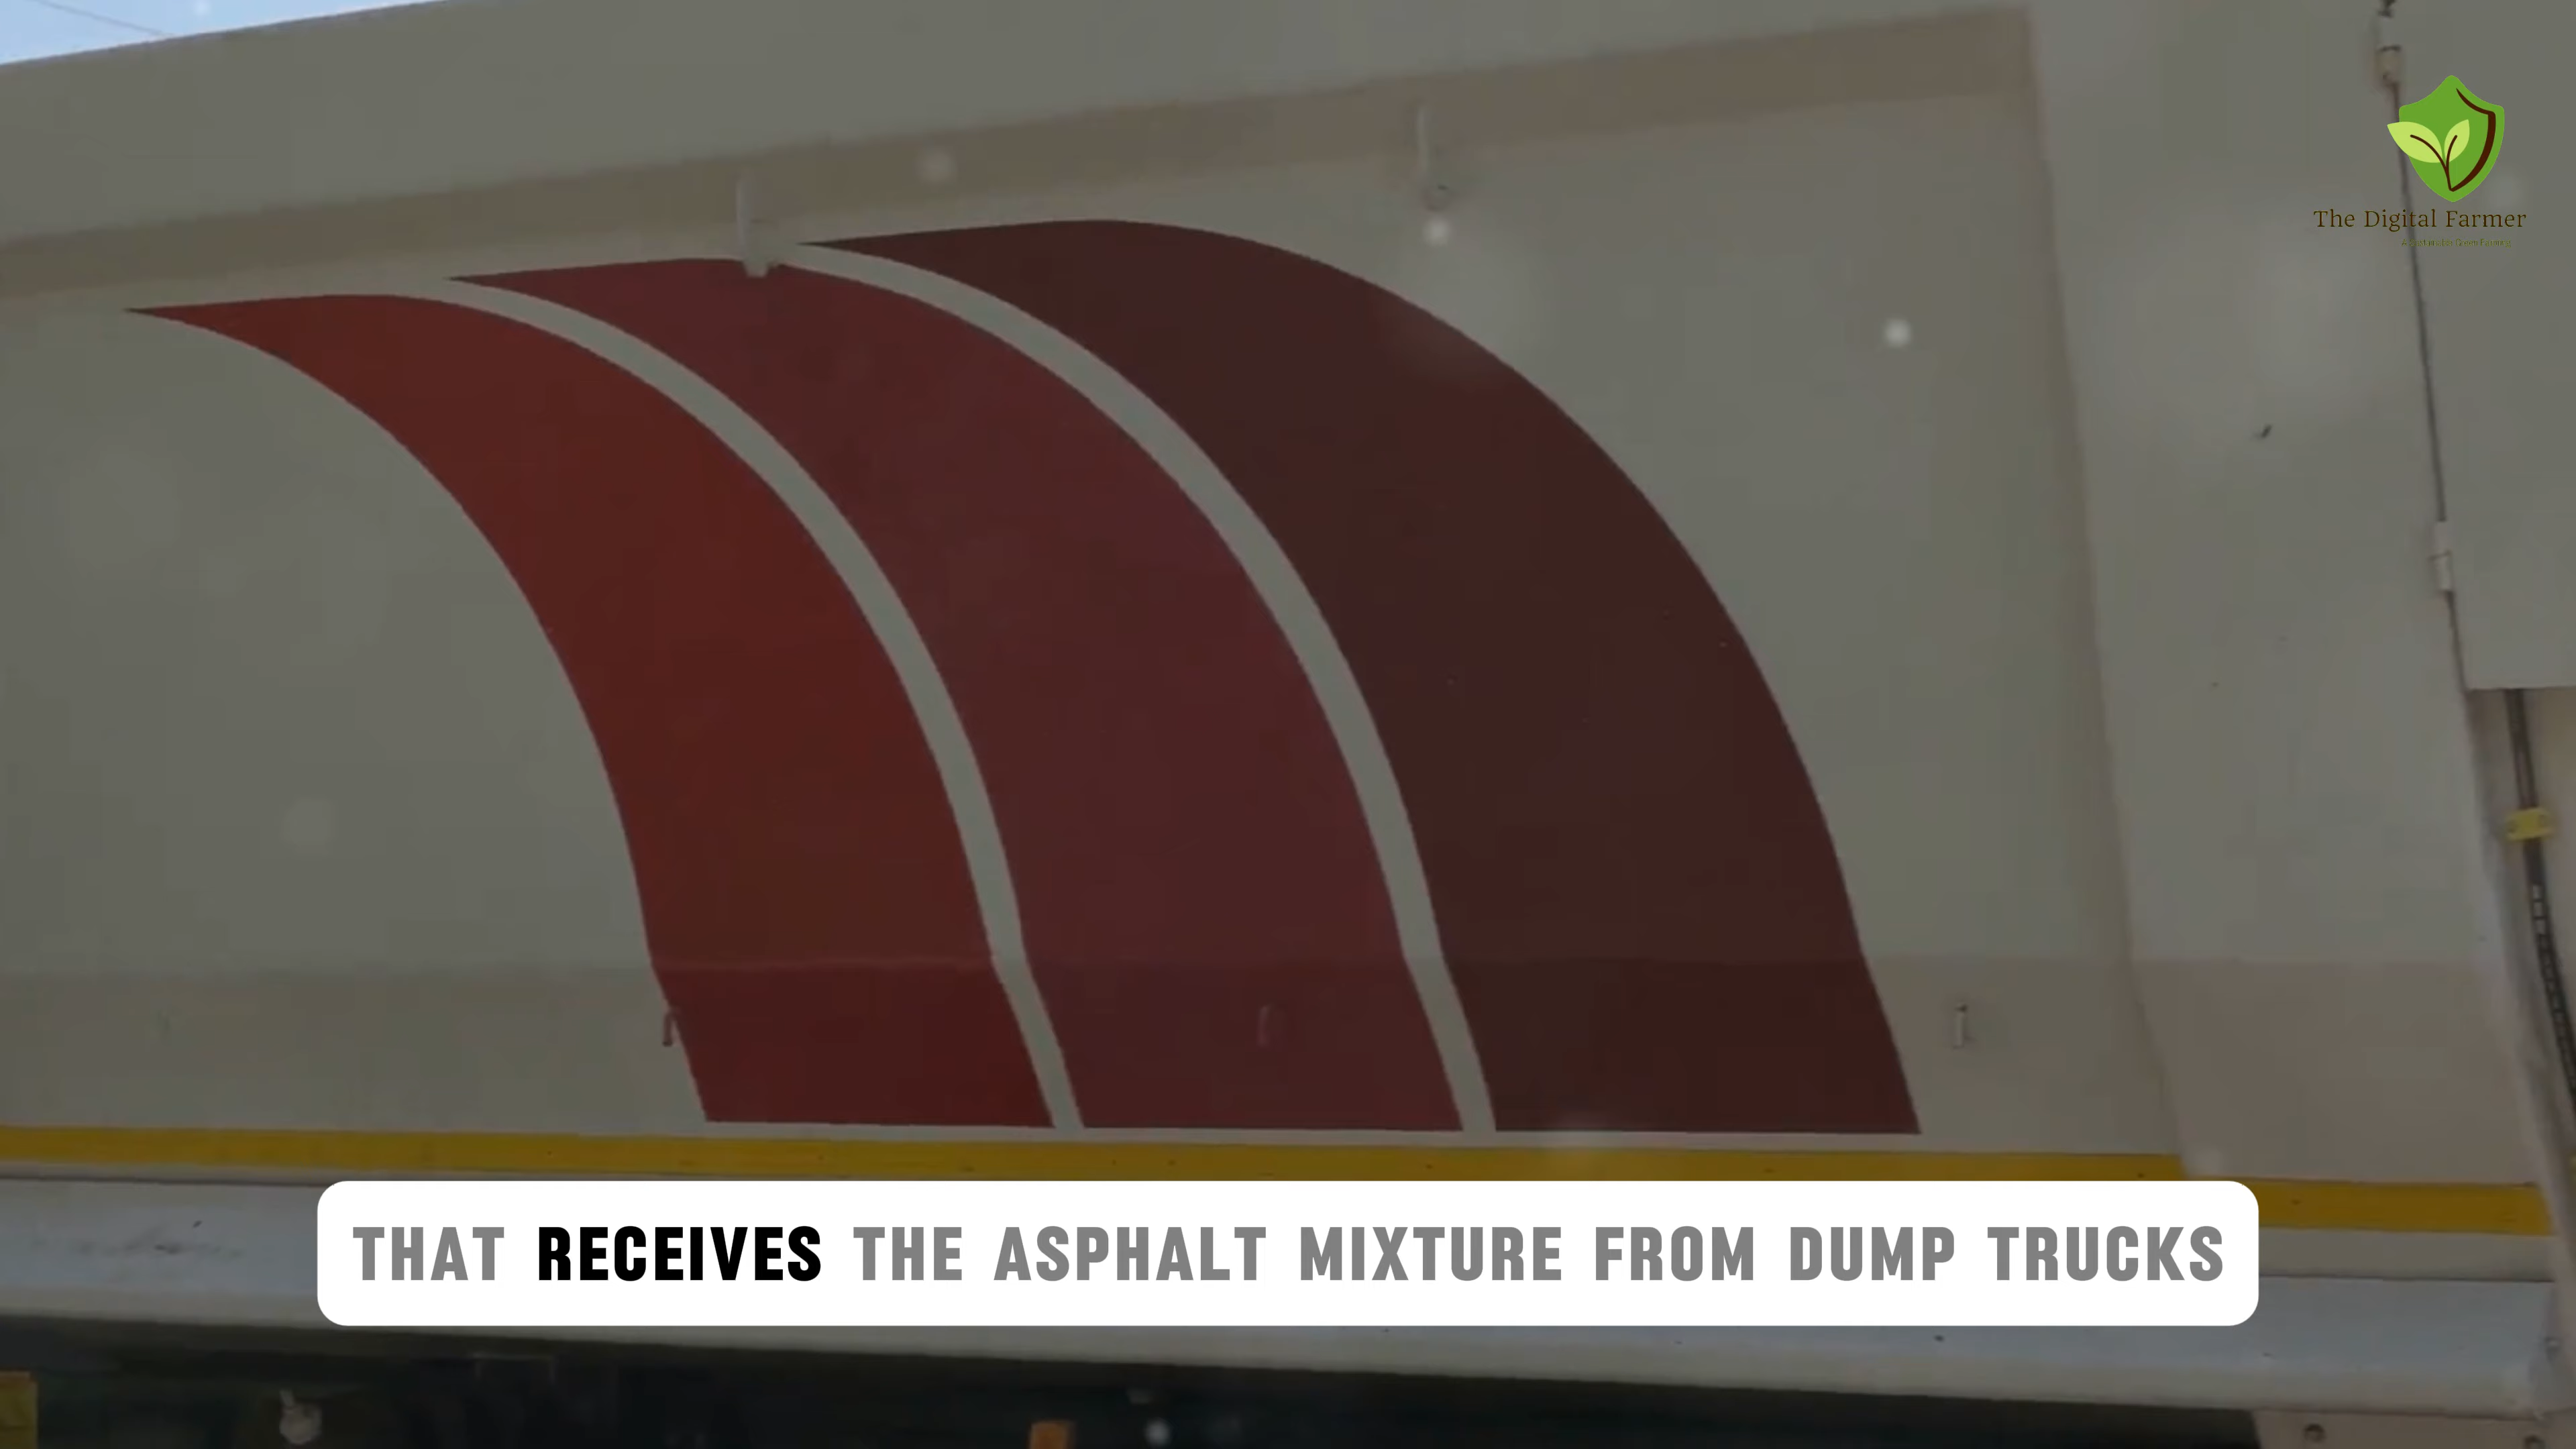 The Digital Farmer
THAT RECEIVES THE ASPHALT MIXTURE FROM DUMP TRUCKS